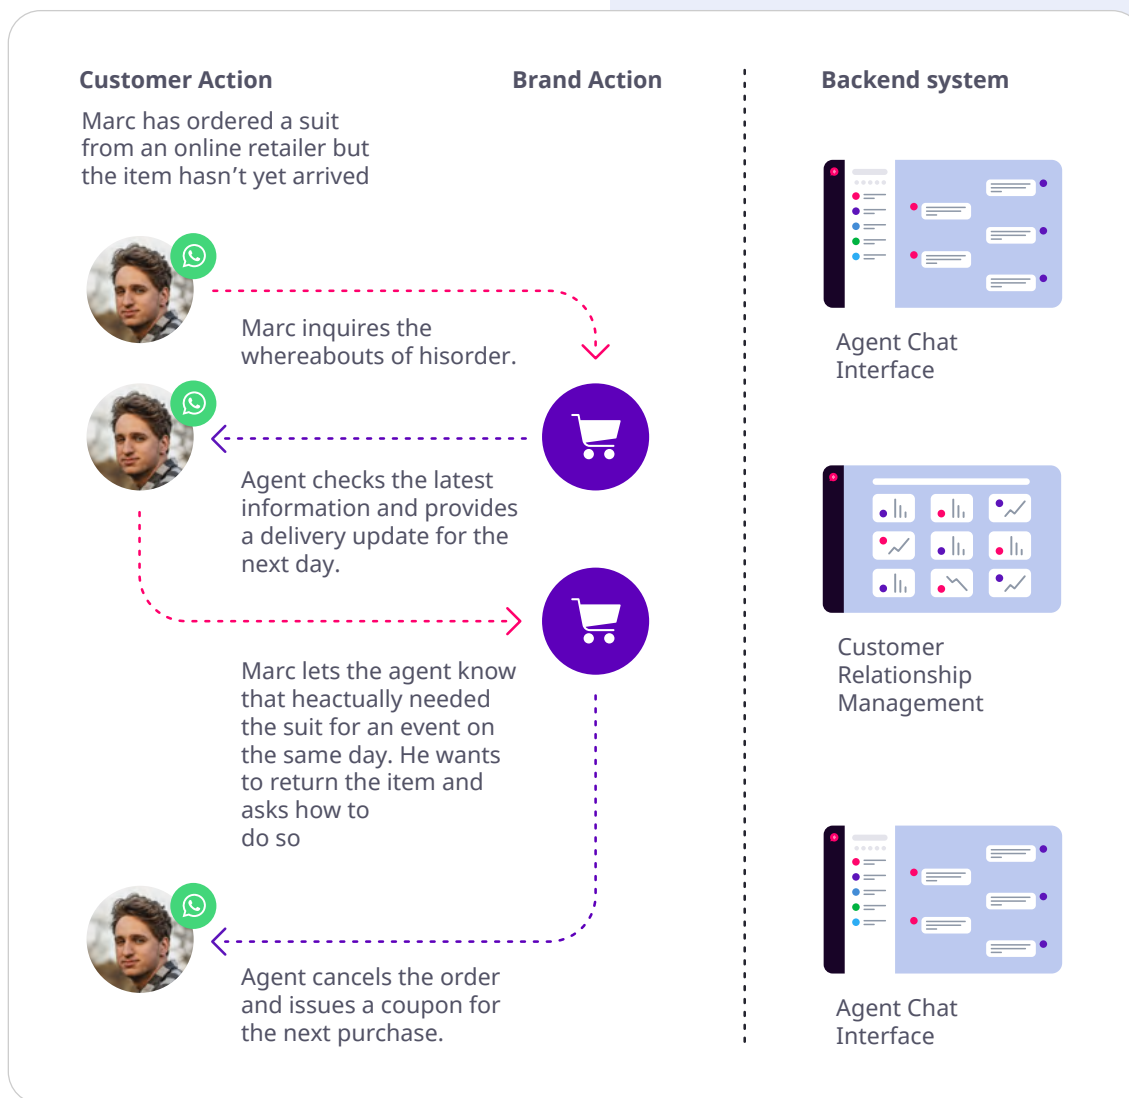 Customer Action
Brand Action
Backend system
Marc has ordered a suit
from an online retailer but
the item hasn't yet arrived
Marc inquires the
whereabouts of hisorder.
Agent Chat
Interface
Agent checks the latest
information and provides
a delivery update for the
next day.
Customer
Relationship
Management
Marc lets the agent know
that heactually needed
the suit for an event on
the same day. He wants
to return the item and
asks how to
do so
Agent cancels the order
and issues a coupon for
the next purchase.
Agent Chat
Interface